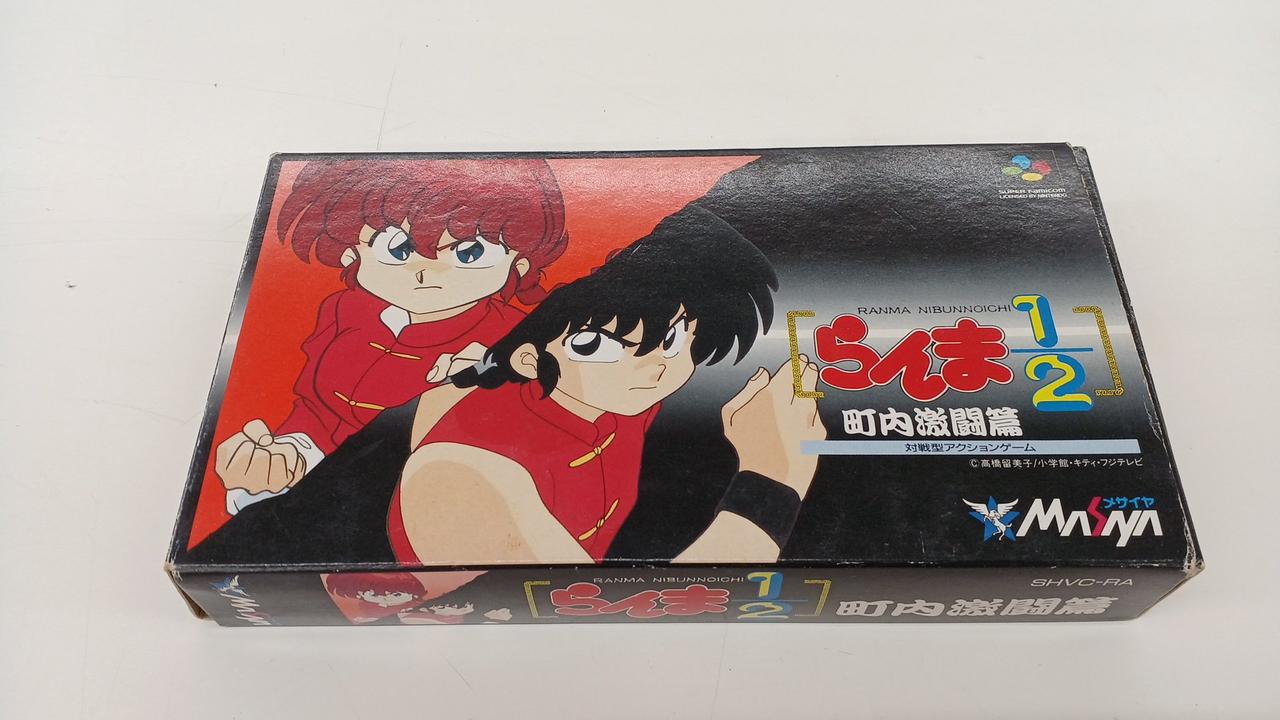 SUPER FAMICOM
LICENSED BY NINTENDO
RANMA NIBUNNOICHI
らんま1/2
町内激闘篇
対戦型アクションゲーム
©高橋留美子/小学館・キティ・フジテレビ
メサイヤ
MASAYA
MASAYA
RANMA NIBUNNOICHI
らんま1/2
町内激闘篇
SHVC-RA